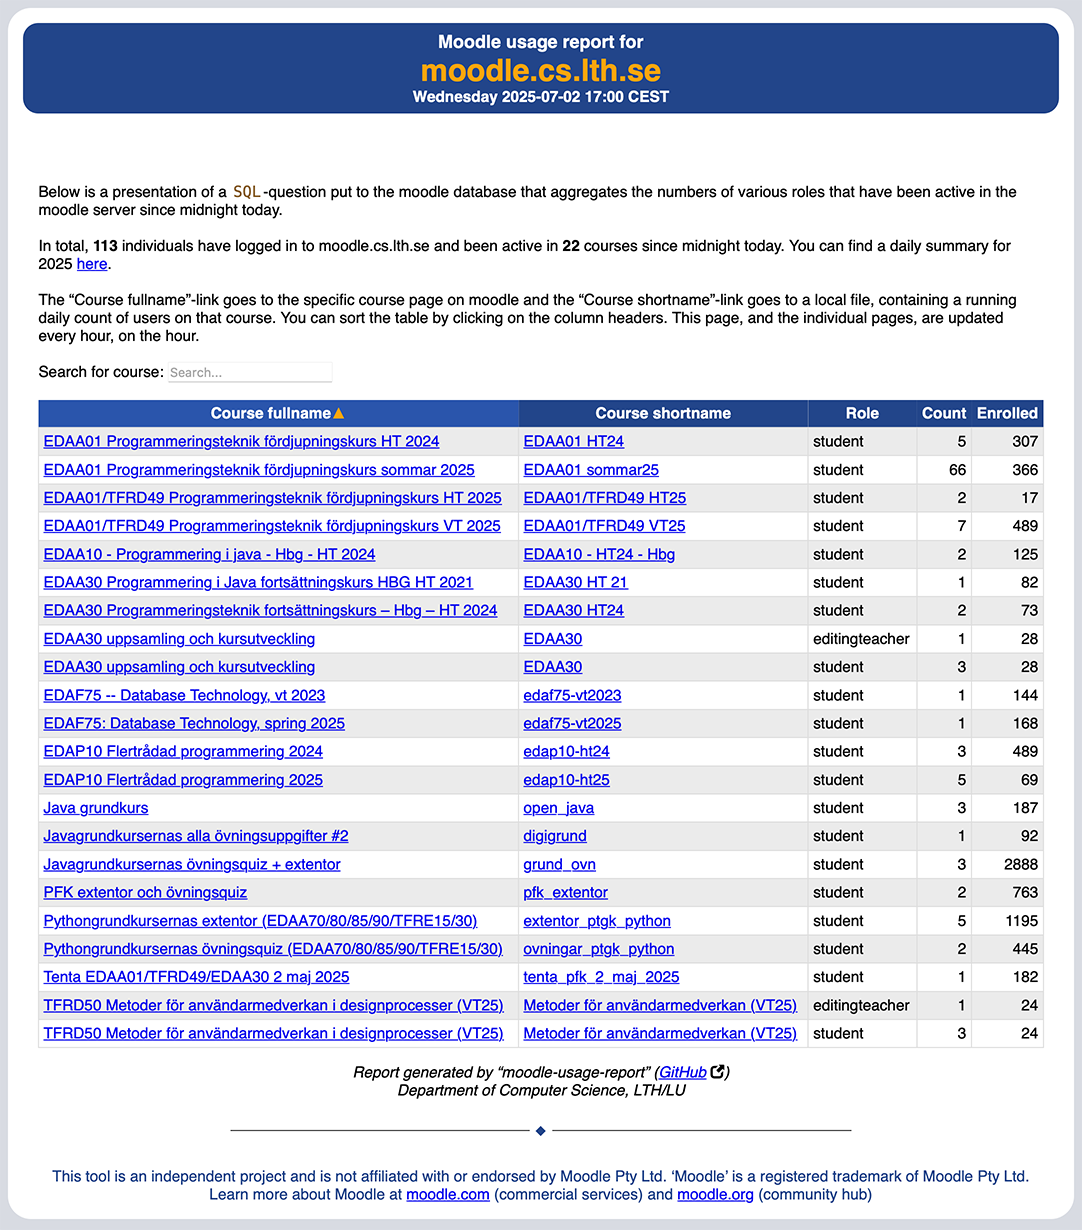 Moodle usage report for
moodle.cs.lth.se
Wednesday 2025-07-02 17:00 CEST
Below is a presentation of a SQL-question put to the moodle database that aggregates the numbers of various roles that have been active in the
moodle server since midnight today.
In total, 113 individuals have logged in to moodle.cs.lth.se and been active in 22 courses since midnight today. You can find a daily summary for
2025 here.
The “Course fullname”-link goes to the specific course page on moodle and the “Course shortname”-link goes to a local file, containing a running
daily count of users on that course. You can sort the table by clicking on the column headers. This page, and the individual pages, are updated
every hour, on the hour.
Search for course: Search...
Course fullname▲ Course shortname Role Count Enrolled
EDAA01 Programmeringsteknik fördjupningskurs HT 2024 EDAA01 HT24 student 5 307
EDAA01 Programmeringsteknik fördjupningskurs sommar 2025 EDAA01 sommar25 student 66 366
EDAA01/TFRD49 Programmeringsteknik fördjupningskurs HT 2025 EDAA01/TFRD49 HT25 student 2 17
EDAA01/TFRD49 Programmeringsteknik fördjupningskurs VT 2025 EDAA01/TFRD49 VT25 student 7 489
EDAA10 - Programmering i java - Hbg - HT 2024 EDAA10 - HT24 - Hbg student 2 125
EDAA30 Programmering i Java fortsättningskurs HBG HT 2021 EDAA30 HT 21 student 1 82
EDAA30 Programmeringsteknik fortsättningskurs – Hbg – HT 2024 EDAA30 HT24 student 2 73
EDAA30 uppsamling och kursutveckling EDAA30 editingteacher 1 28
EDAA30 uppsamling och kursutveckling EDAA30 student 3 28
EDAF75 -- Database Technology, vt 2023 edaf75-vt2023 student 1 144
EDAF75: Database Technology, spring 2025 edaf75-vt2025 student 1 168
EDAP10 Flertrådad programmering 2024 edap10-ht24 student 3 489
EDAP10 Flertrådad programmering 2025 edap10-ht25 student 5 69
Java grundkurs open_java student 3 187
Javagrundkursernas alla övningsuppgifter #2 digigrund student 1 92
Javagrundkursernas övningsquiz + extentor grund_ovn student 3 2888
PFK extentor och övningsquiz pfk_extentor student 2 763
Pythongrundkursernas extentor (EDAA70/80/85/90/TFRE15/30) extentor_ptgk_python student 5 1195
Pythongrundkursernas övningsquiz (EDAA70/80/85/90/TFRE15/30) ovningar_ptgk_python student 2 445
Tenta EDAA01/TFRD49/EDAA30 2 maj 2025 tenta_pfk_2_maj_2025 student 1 182
TFRD50 Metoder för användarmedverkan i designprocesser (VT25) Metoder för användarmedverkan (VT25) editingteacher 1 24
TFRD50 Metoder för användarmedverkan i designprocesser (VT25) Metoder för användarmedverkan (VT25) student 3 24
Report generated by “moodle-usage-report” (GitHub)
Department of Computer Science, LTH/LU
This tool is an independent project and is not affiliated with or endorsed by Moodle Pty Ltd. ‘Moodle’ is a registered trademark of Moodle Pty Ltd.
Learn more about Moodle at moodle.com (commercial services) and moodle.org (community hub)